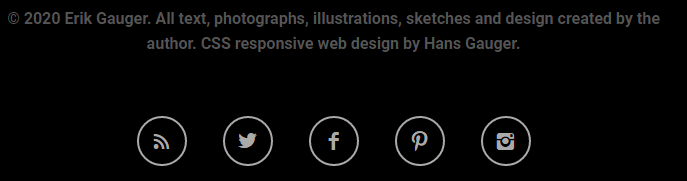 © 2020 Erik Gauger. All text, photographs, illustrations, sketches and design created by the
author. CSS responsive web design by Hans Gauger.